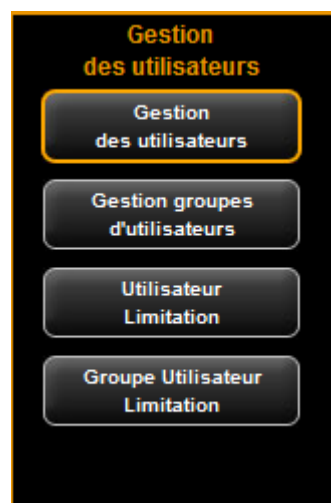 Gestion
des utilisateurs
Gestion
des utilisateurs
Gestion groupes
d'utilisateurs
Utilisateur
Limitation
Groupe Utilisateur
Limitation